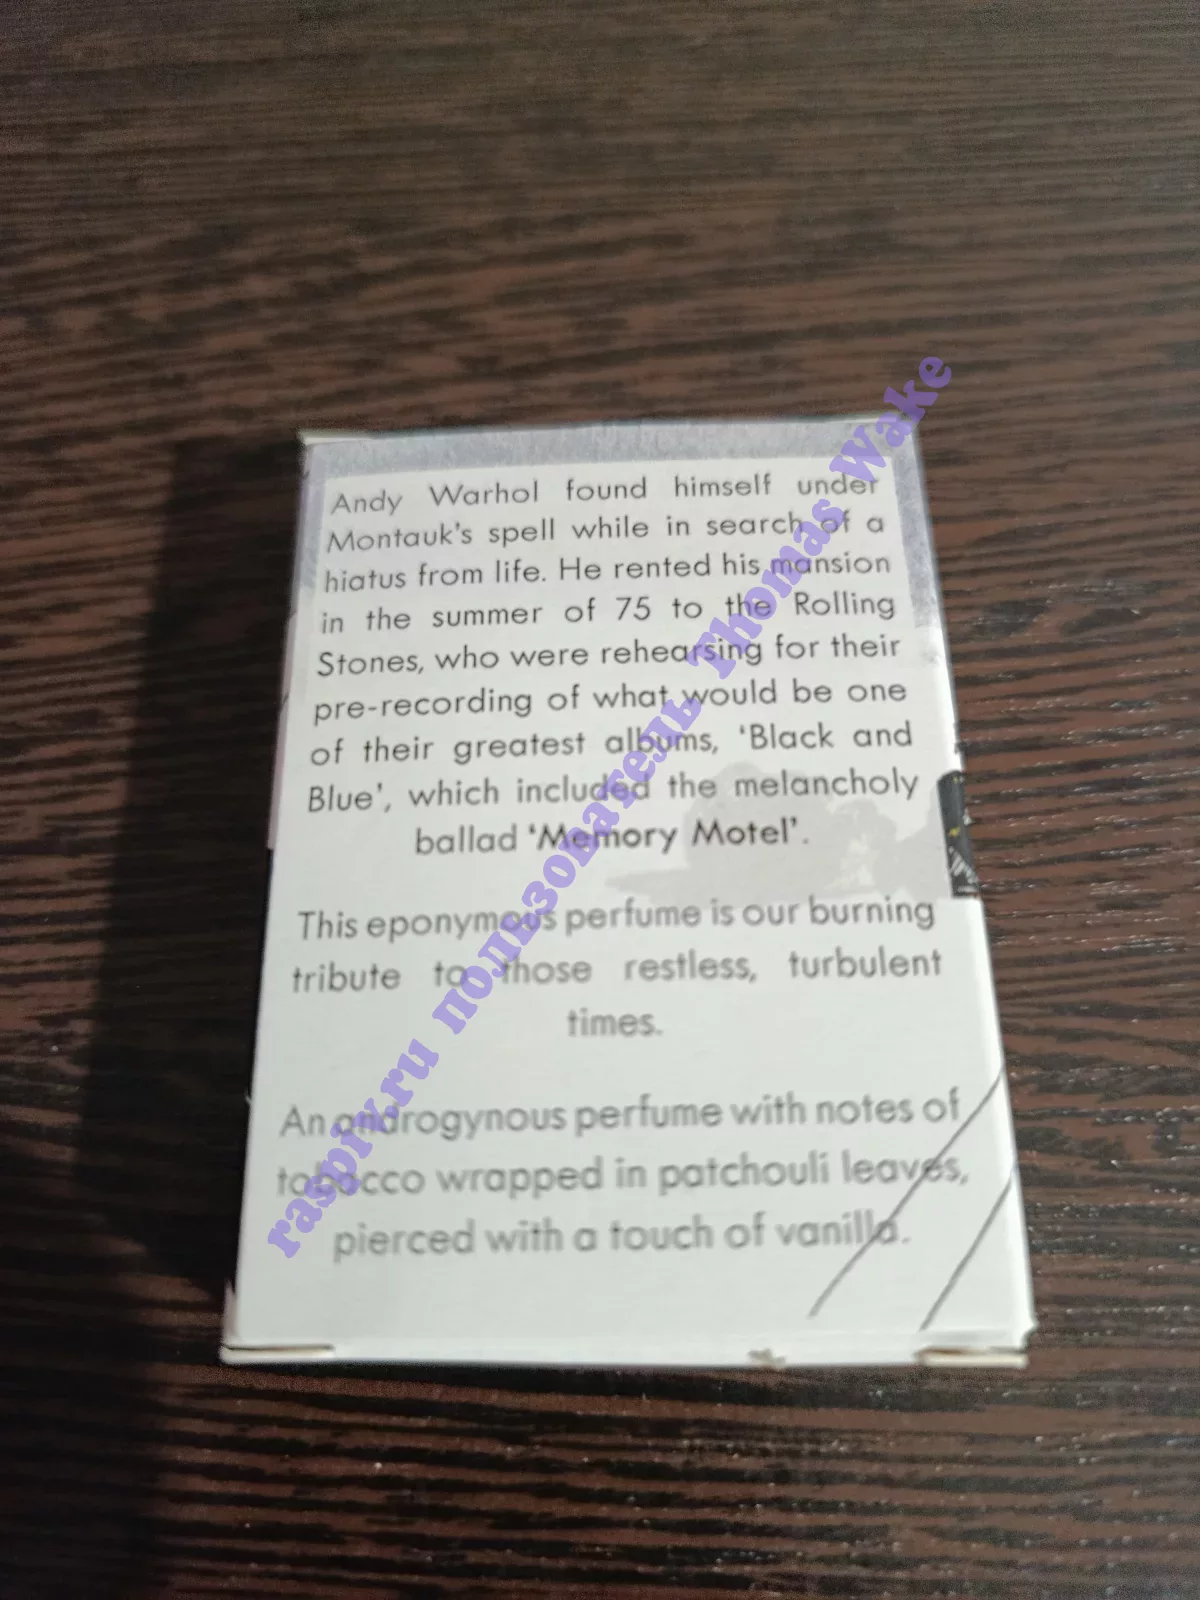 Andy Warhol found himself under
Montauk's spell while in search of a
hiatus from life. He rented his mansion
in the summer of 75 to the Rolling
Stones, who were rehearsing for their
pre-recording of what would be one
of their greatest albums, 'Black and
Blue', which included the melancholy
ballad 'Memory Motel'.
This eponymous perfume is our burning
tribute to those restless, turbulent
times.
An androgynous perfume with notes of
tobacco wrapped in patchouli leaves,
pierced with a touch of vanilla.
raspiv.ru пользователь Thomas Wake